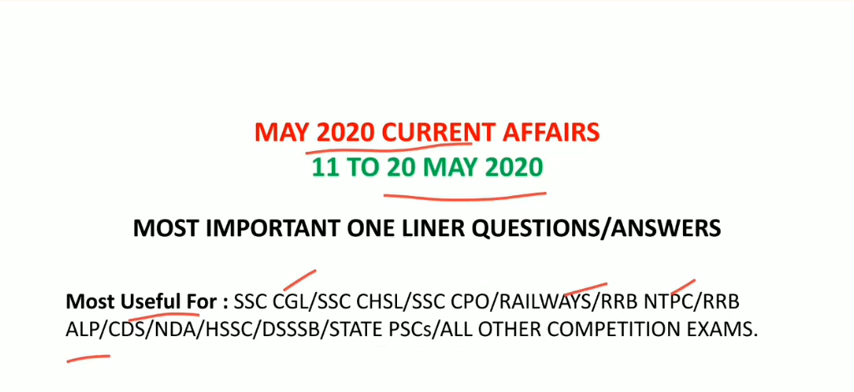 MAY 2020 CURRENT AFFAIRS
11 TO 20 MAY 2020
MOST IMPORTANT ONE LINER QUESTIONS/ANSWERS
Most Useful For : SSC CGL/SSC CHSL/SSC CPO/RAILWAYS/RRB NTPC/RRB
ALP/CDS/NDA/HSSC/DSSSB/STATE PSCs/ALL OTHER COMPETITION EXAMS.